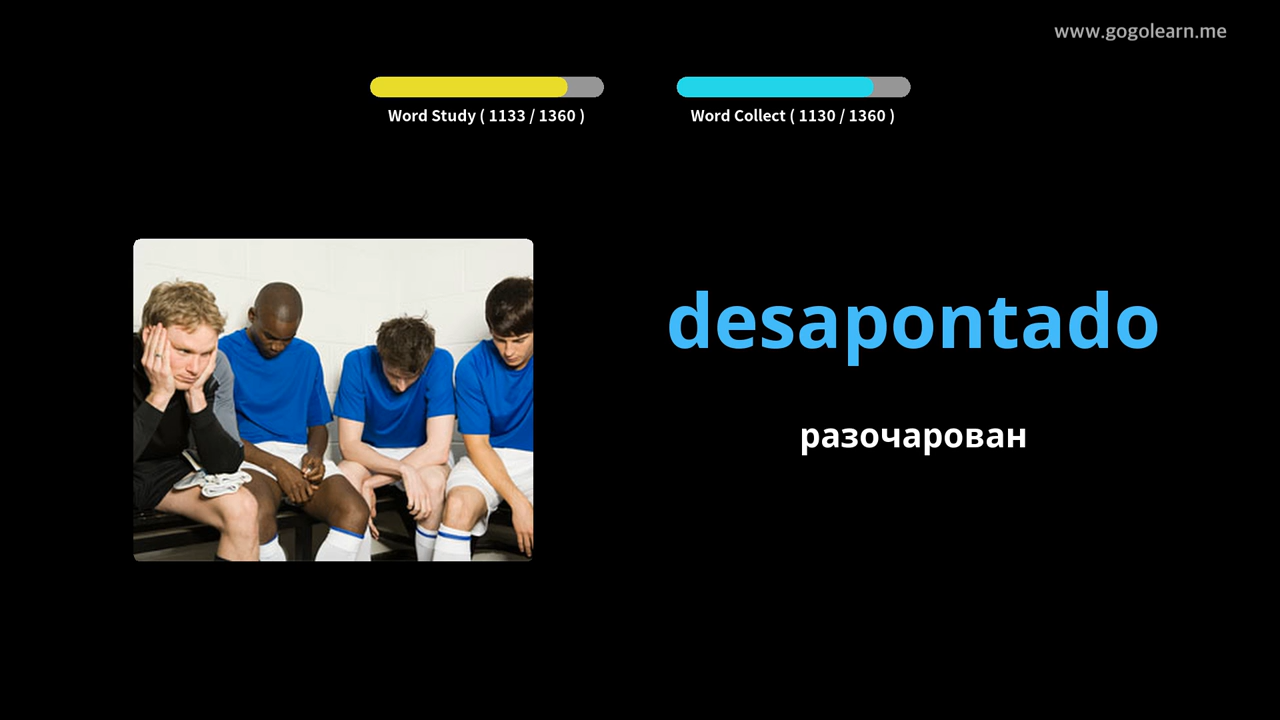 www.gogolearn.me
Word Study ( 1133 / 1360 )
Word Collect ( 1130 / 1360 )
desapontado
разочарован